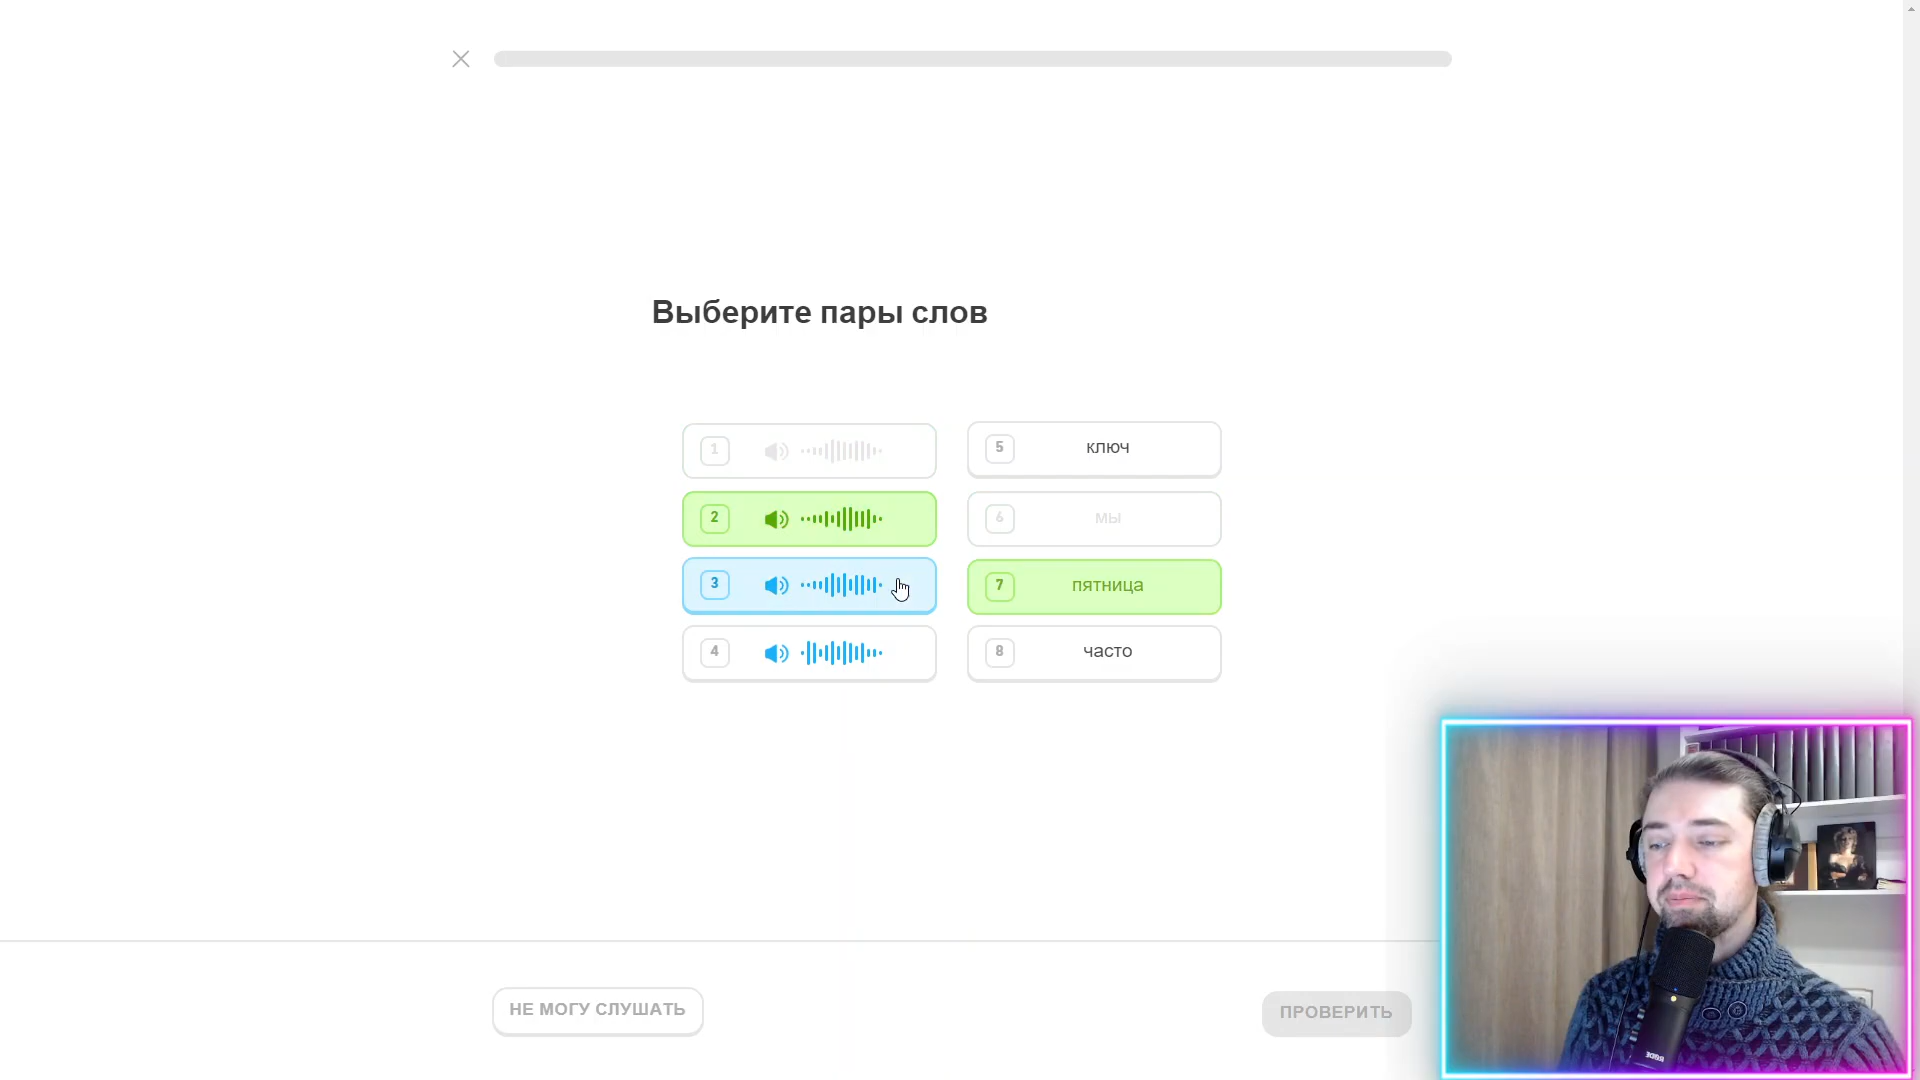 Выберите пары слов
1
5 ключ
2
6 мы
3
7 пятница
4
8 часто
НЕ МОГУ СЛУШАТЬ
ПРОВЕРИТЬ
RODE